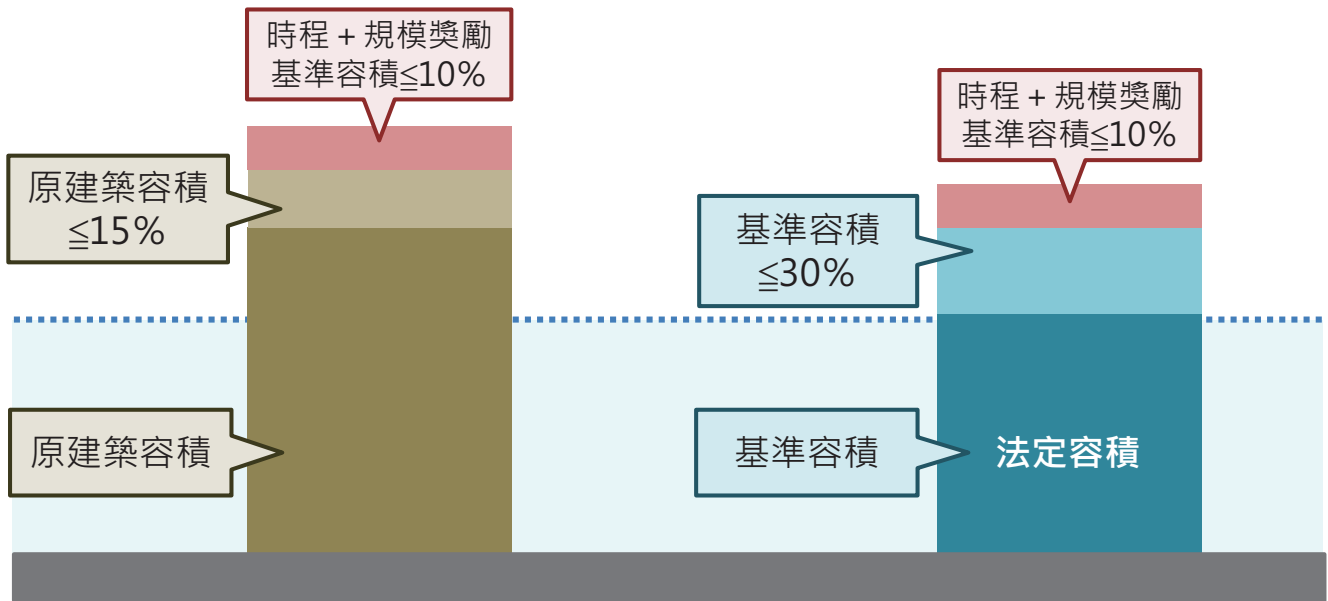 時程 + 規模獎勵
基準容積≦10%
原建築容積
≦15%
原建築容積
時程 + 規模獎勵
基準容積≦10%
基準容積
≦30%
基準容積
法定容積